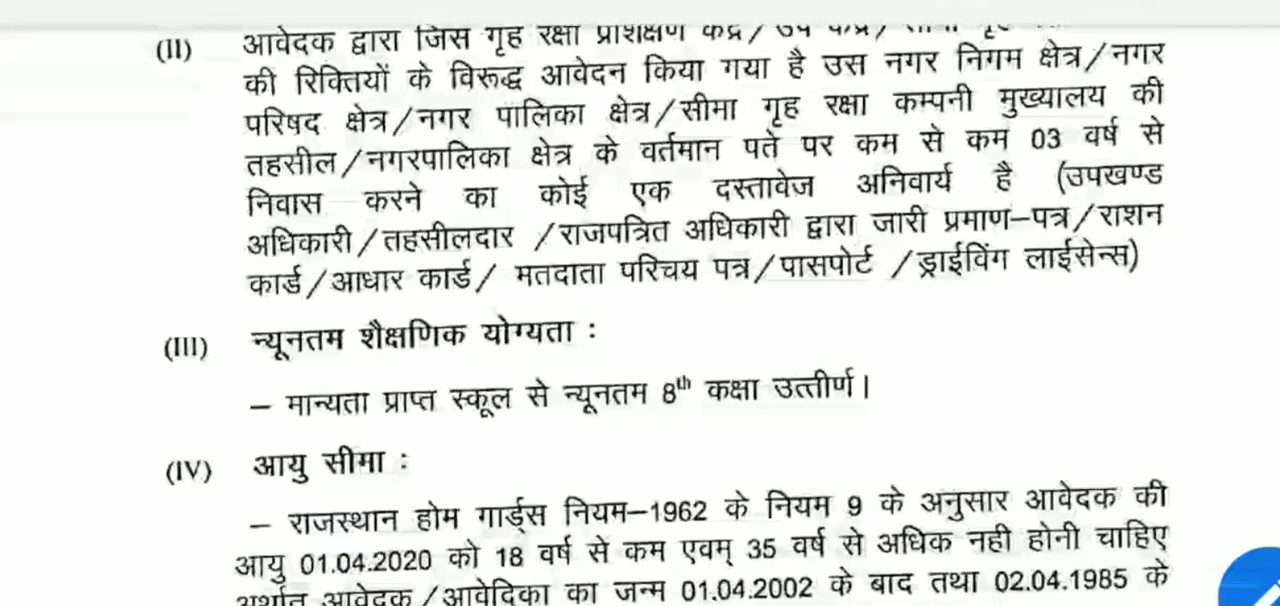 (II) आवेदक द्वारा जिस गृह रक्षा प्रशिक्षण केंद्र / उप
की रिक्तियों के विरूद्ध आवेदन किया गया है उस नगर निगम क्षेत्र/नगर
परिषद क्षेत्र/नगर पालिका क्षेत्र/सीमा गृह रक्षा कम्पनी मुख्यालय की
तहसील/नगरपालिका क्षेत्र के वर्तमान पते पर कम से कम 03 वर्ष से
निवास करने का कोई एक दस्तावेज अनिवार्य है (उपखण्ड
अधिकारी/तहसीलदार /राजपत्रित अधिकारी द्वारा जारी प्रमाण–पत्र/राशन
कार्ड/आधार कार्ड/ मतदाता परिचय पत्र/पासपोर्ट /ड्राईविंग लाईसेन्स)
(III) न्यूनतम शैक्षणिक योग्यता :
– मान्यता प्राप्त स्कूल से न्यूनतम 8th कक्षा उत्तीर्ण।
(IV) आयु सीमा :
– राजस्थान होम गार्ड्स नियम–1962 के नियम 9 के अनुसार आवेदक की
आयु 01.04.2020 को 18 वर्ष से कम एवम् 35 वर्ष से अधिक नही होनी चाहिए
अर्थात आवेदक/आवेदिका का जन्म 01.04.2002 के बाद तथा 02.04.1985 के